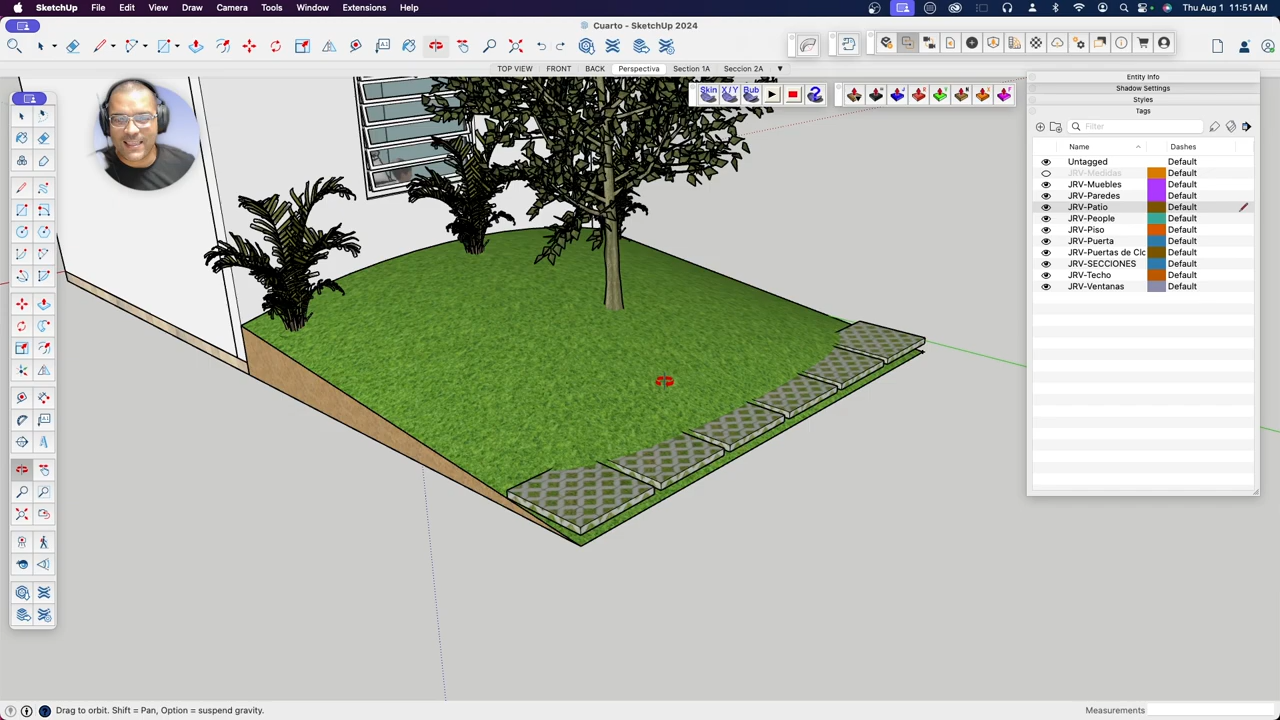 SketchUp File Edit View Draw Camera Tools Window Extensions Help
Thu Aug 1 11:51 AM
Cuarto - SketchUp 2024
TOP VIEW FRONT BACK Perspectiva Section 1A Seccion 2A
Skin X/Y Bub
Entity Info
Shadow Settings
Styles
Tags
Filter
Name Dashes
Untagged Default
JRV-Medidas Default
JRV-Muebles Default
JRV-Paredes Default
JRV-Patio Default
JRV-People Default
JRV-Piso Default
JRV-Puerta Default
JRV-Puertas de Clo Default
JRV-SECCIONES Default
JRV-Techo Default
JRV-Ventanas Default
Drag to orbit. Shift = Pan, Option = suspend gravity.
Measurements